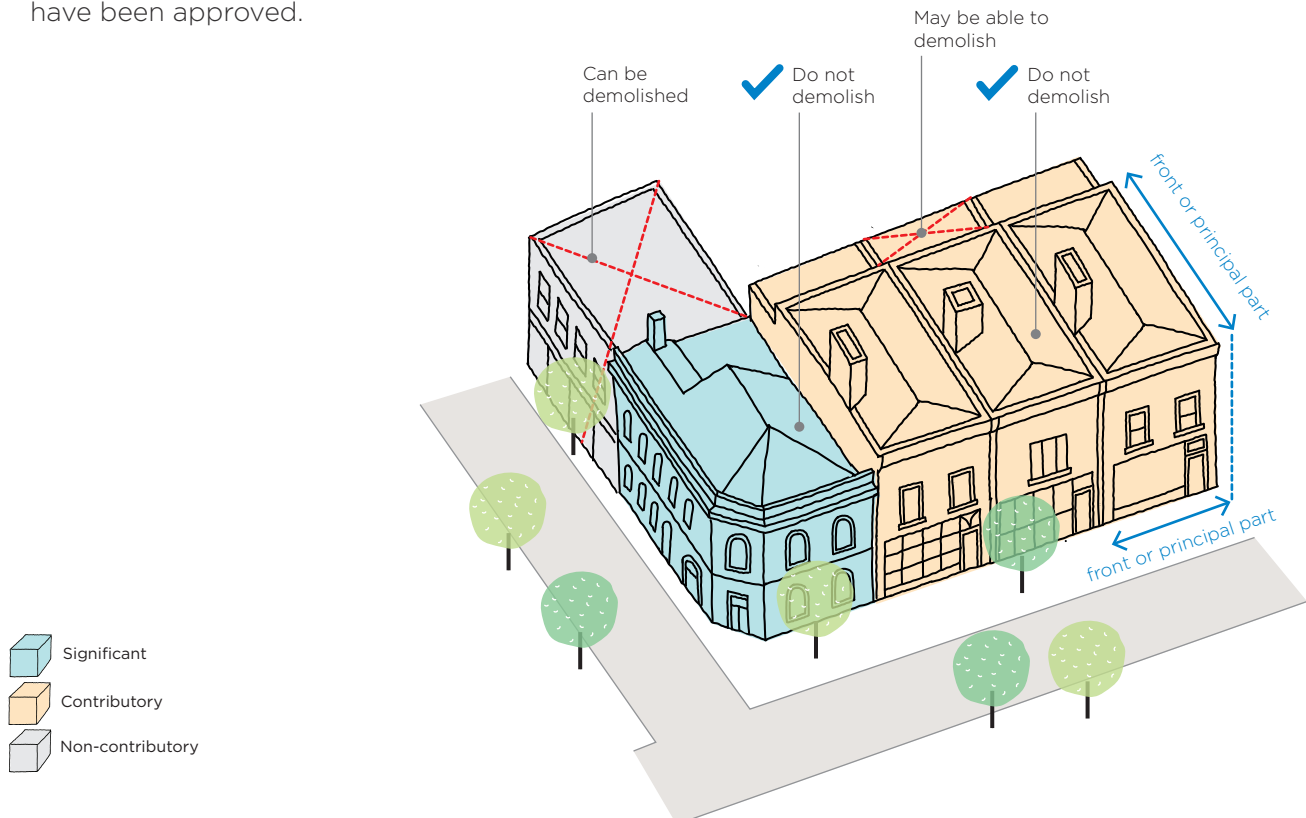 have been approved.
May be able to
demolish
Can be
demolished
Do not
demolish
Do not
demolish
front or principal part
front or principal part
Significant
Contributory
Non-contributory